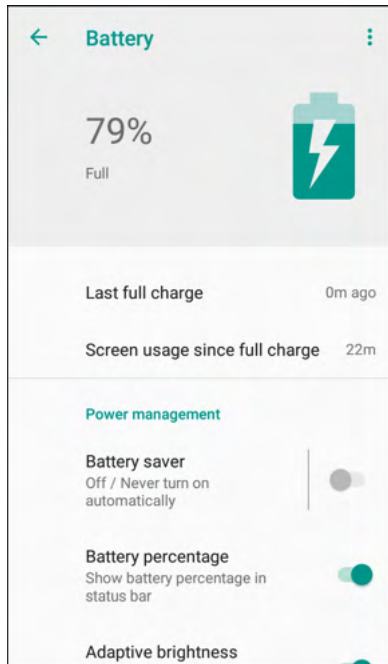 Battery
79%
Full
Last full charge
0m ago
Screen usage since full charge
22m
Power management
Battery saver
Off / Never turn on
automatically
Battery percentage
Show battery percentage in
status bar
Adaptive brightness